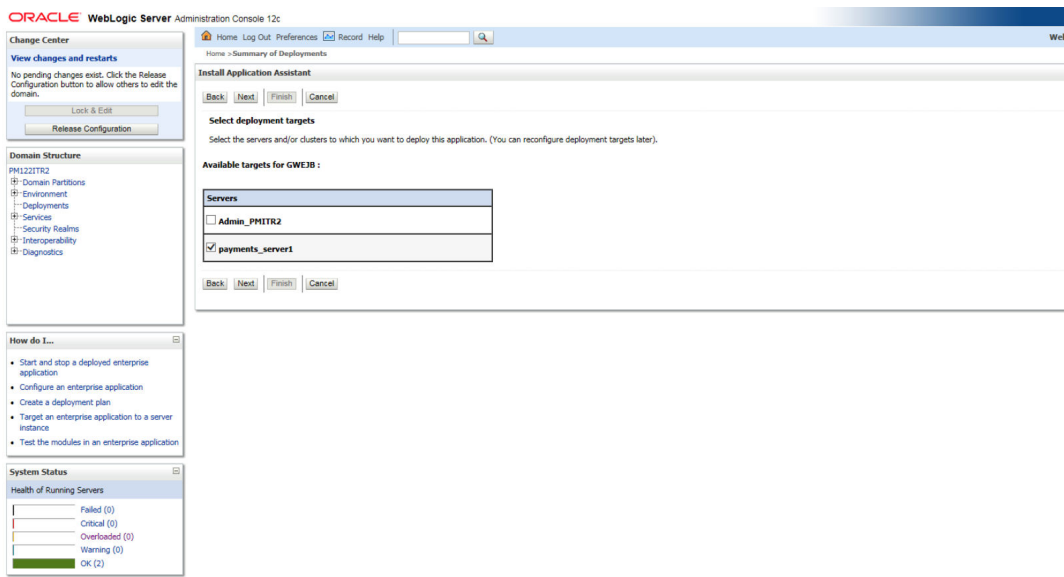 ORACLE WebLogic Server Administration Console 12c
Change Center
View changes and restarts
No pending changes exist. Click the Release
Configuration button to allow others to edit the
domain.
Lock & Edit
Release Configuration
Domain Structure
PM122ITR2
Domain Partitions
Environment
Deployments
Services
Security Realms
Interoperability
Diagnostics
How do I...
Start and stop a deployed enterprise
application
Configure an enterprise application
Create a deployment plan
Target an enterprise application to a server
instance
Test the modules in an enterprise application
System Status
Health of Running Servers
Failed (0)
Critical (0)
Overloaded (0)
Warning (0)
OK (2)
Home Log Out Preferences Record Help
Wel
Home >Summary of Deployments
Install Application Assistant
Back Next Finish Cancel
Select deployment targets
Select the servers and/or clusters to which you want to deploy this application. (You can reconfigure deployment targets later).
Available targets for GWEJB :
Servers
Admin_PMITR2
payments_server1
Back Next Finish Cancel